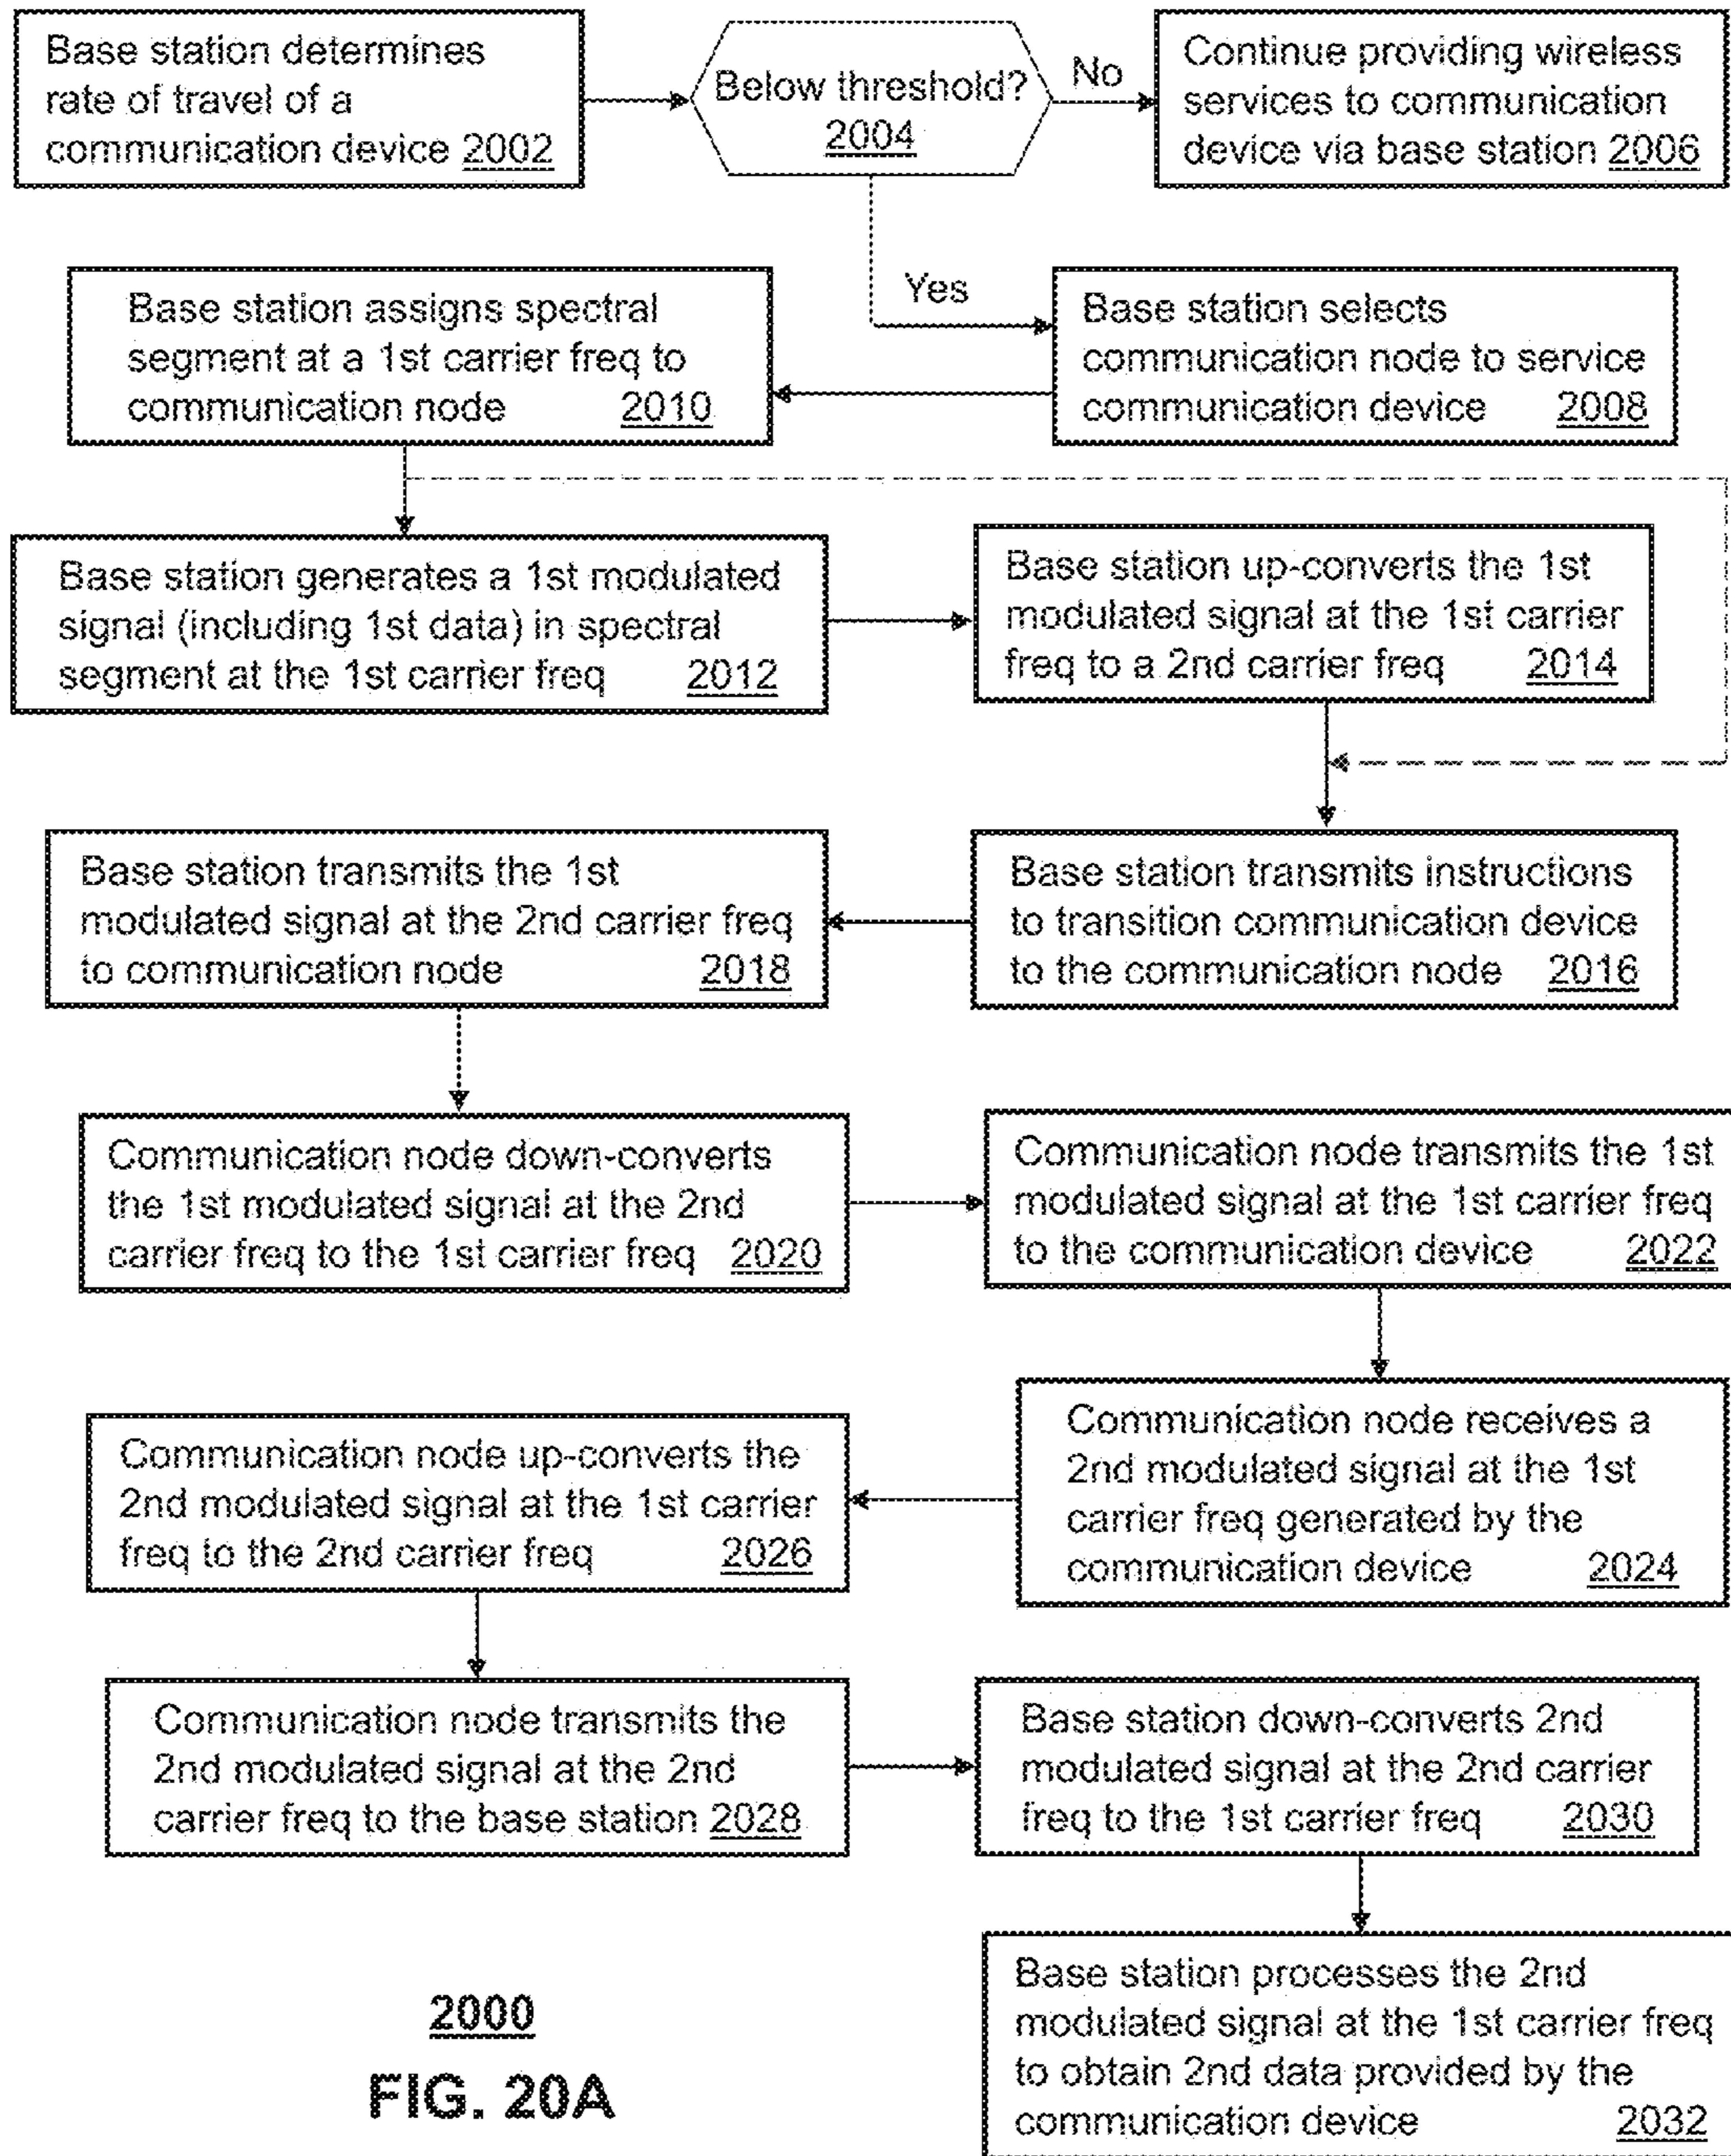 Base station determines
rate of travel of a
communication device 2002
Below threshold?
2004
No
Continue providing wireless
services to communication
device via base station 2006
Yes
Base station selects
communication node to service
communication device 2008
Base station assigns spectral
segment at a 1st carrier freq to
communication node 2010
Base station generates a 1st modulated
signal (including 1st data) in spectral
segment at the 1st carrier freq 2012
Base station up-converts the 1st
modulated signal at the 1st carrier
freq to a 2nd carrier freq 2014
Base station transmits instructions
to transition communication device
to the communication node 2016
Base station transmits the 1st
modulated signal at the 2nd carrier freq
to communication node 2018
Communication node down-converts
the 1st modulated signal at the 2nd
carrier freq to the 1st carrier freq 2020
Communication node transmits the 1st
modulated signal at the 1st carrier freq
to the communication device 2022
Communication node receives a
2nd modulated signal at the 1st
carrier freq generated by the
communication device 2024
Communication node up-converts the
2nd modulated signal at the 1st carrier
freq to the 2nd carrier freq 2026
Communication node transmits the
2nd modulated signal at the 2nd
carrier freq to the base station 2028
Base station down-converts 2nd
modulated signal at the 2nd carrier
freq to the 1st carrier freq 2030
Base station processes the 2nd
modulated signal at the 1st carrier freq
to obtain 2nd data provided by the
communication device 2032
2000
FIG. 20A